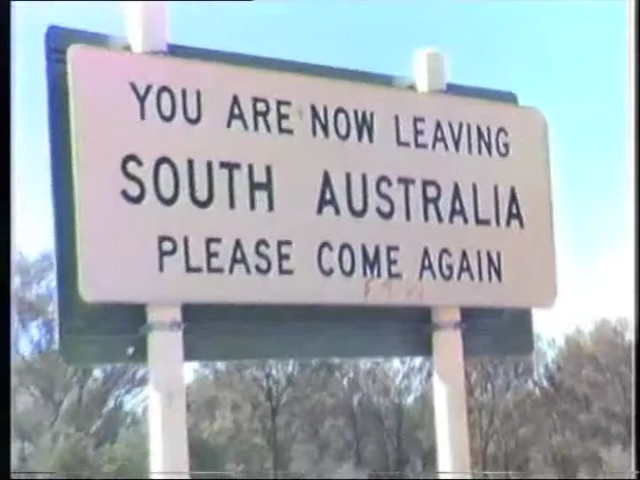 YOU ARE NOW LEAVING
SOUTH AUSTRALIA
PLEASE COME AGAIN